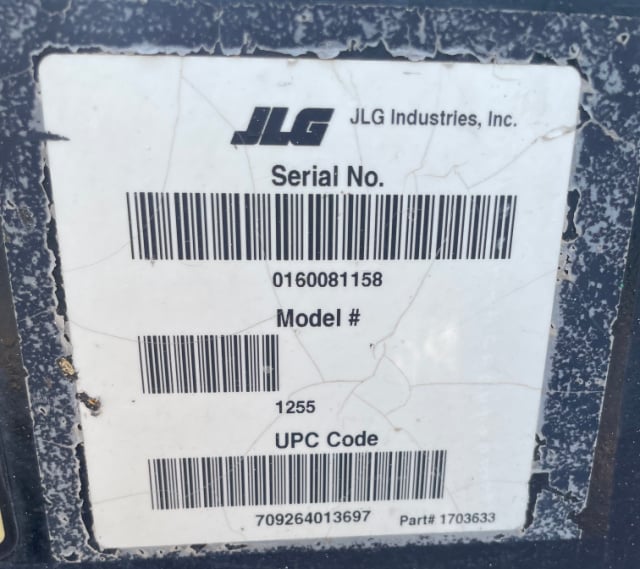 JLG JLG Industries, Inc.
Serial No.
0160081158
Model #
1255
UPC Code
709264013697 Part# 1703633